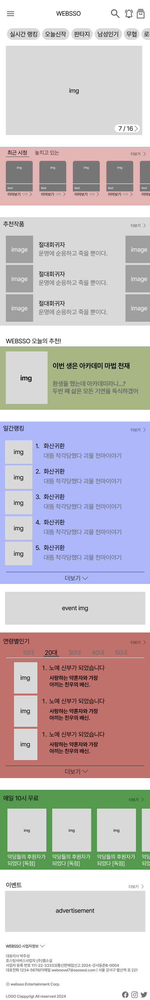 WEBSSO
실시간 랭킹 오늘신작 판타지 남성인기 무협
img
7 / 16
최근 시청 놓치고 있는 더보기
img img img img
text text text text text
이어보기 12화 이어보기 12화 이어보기 12화 이어보기 12화
추천작품 더보기
image 절대회귀자 image
운명에 순응하고 죽을 뿐이다.
image 절대회귀자 image
운명에 순응하고 죽을 뿐이다.
image 절대회귀자 image
운명에 순응하고 죽을 뿐이다.
WEBSSO 오늘의 추천!
이번 생은 아카데미 마법 천재
img
환생을 했는데 아카데미라니...?
두번 째 삶은 모든 기연을 독식하겠어
일간랭킹 더보기
img 1. 화산귀환
대뜸 착각당했다 괴물 천마이야기
img 2. 화산귀환
대뜸 착각당했다 괴물 천마이야기
img 3. 화산귀환
대뜸 착각당했다 괴물 천마이야기
img 4. 화산귀환
대뜸 착각당했다 괴물 천마이야기
img 5. 화산귀환
대뜸 착각당했다 괴물 천마이야기
더보기
event img
연령별인기 더보기
10대 20대 30대 40대 50대
img 1. 노예 신부가 되었습니다
사랑하는 약혼자와 가장
아끼는 친우의 배신.
img 1. 노예 신부가 되었습니다
사랑하는 약혼자와 가장
아끼는 친우의 배신.
img 1. 노예 신부가 되었습니다
사랑하는 약혼자와 가장
아끼는 친우의 배신.
더보기
매일 10시 무료 더보기
img img img
악당들의 후원자가 악당들의 후원자가 악당들의 후원자가
되었다 [독점] 되었다 [독점] 되었다 [독점]
이벤트 더보기
advertisement
WEBSSO 사업자정보
대표이사 박주성
호스팅서비스사업자 (주)웹소설
사업자 등록 번호 111-22-33333|통신판매업신고 2024-강서등촌B-0004
대표전화 1234-5678|이메일 webnovel7@ssoseol.com | 서울 강서구 발산역 로 221
ⓒ websso Entertainment Corp.
LOGO Coppyrigt All reserved 2024